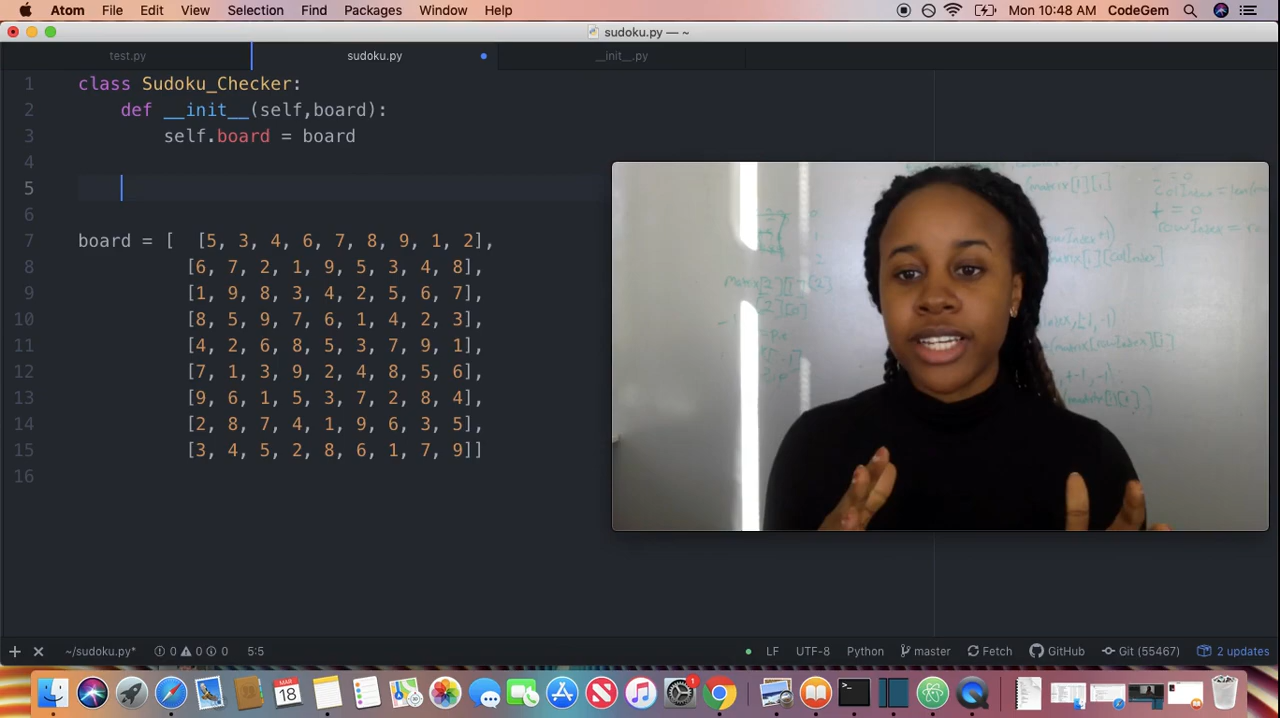 Atom File Edit View Selection Find Packages Window Help Mon 10:48 AM CodeGem
sudoku.py — ~
test.py sudoku.py __init__.py
1 class Sudoku_Checker:
2 def __init__(self,board):
3 self.board = board
4
5
6
7 board = [ [5, 3, 4, 6, 7, 8, 9, 1, 2],
8 [6, 7, 2, 1, 9, 5, 3, 4, 8],
9 [1, 9, 8, 3, 4, 2, 5, 6, 7],
10 [8, 5, 9, 7, 6, 1, 4, 2, 3],
11 [4, 2, 6, 8, 5, 3, 7, 9, 1],
12 [7, 1, 3, 9, 2, 4, 8, 5, 6],
13 [9, 6, 1, 5, 3, 7, 2, 8, 4],
14 [2, 8, 7, 4, 1, 9, 6, 3, 5],
15 [3, 4, 5, 2, 8, 6, 1, 7, 9]]
16
matrix[i][i]
~/sudoku.py* 0 0 0 5:5 LF UTF-8 Python master Fetch GitHub Git (55467) 2 updates
MAR
18
1